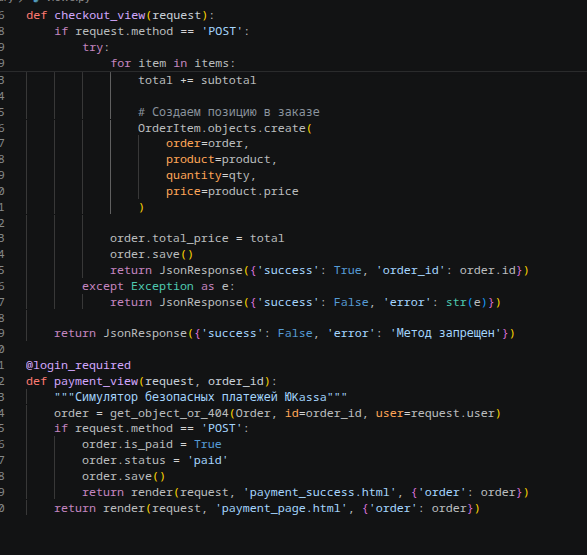 def checkout_view(request):
    if request.method == 'POST':
        try:
            for item in items:
                total += subtotal

                # Создаем позицию в заказе
                OrderItem.objects.create(
                    order=order,
                    product=product,
                    quantity=qty,
                    price=product.price
                )

            order.total_price = total
            order.save()
            return JsonResponse({'success': True, 'order_id': order.id})
        except Exception as e:
            return JsonResponse({'success': False, 'error': str(e)})

    return JsonResponse({'success': False, 'error': 'Метод запрещен'})

@login_required
def payment_view(request, order_id):
    """Симулятор безопасных платежей ЮKassa"""
    order = get_object_or_404(Order, id=order_id, user=request.user)
    if request.method == 'POST':
        order.is_paid = True
        order.status = 'paid'
        order.save()
        return render(request, 'payment_success.html', {'order': order})
    return render(request, 'payment_page.html', {'order': order})